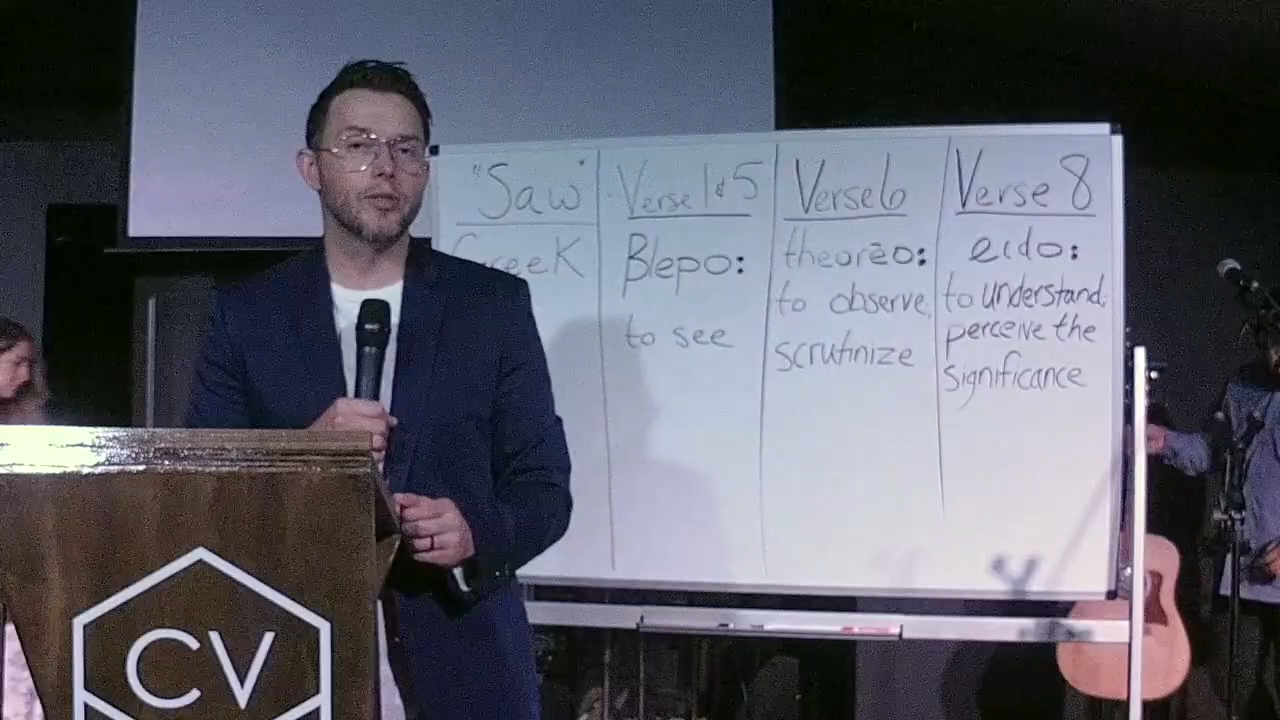 "Saw"
Greek
Verse 1&5
Blepo:
to see
Verse 6
theorēo:
to observe,
scrutinize
Verse 8
eido:
to understand,
perceive the
significance
CV